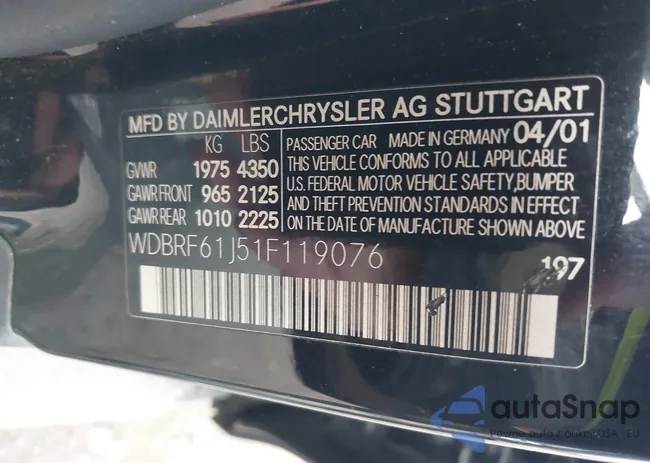 MFD BY DAIMLERCHRYSLER AG STUTTGART
KG LBS
GVWR 1975 4350
GAWR FRONT 965 2125
GAWR REAR 1010 2225
PASSENGER CAR MADE IN GERMANY 04/01
THIS VEHICLE CONFORMS TO ALL APPLICABLE
U.S. FEDERAL MOTOR VEHICLE SAFETY,BUMPER
AND THEFT PREVENTION STANDARDS IN EFFECT
ON THE DATE OF MANUFACTURE SHOWN ABOVE
WDBRF61J51F119076
197
autaSnap